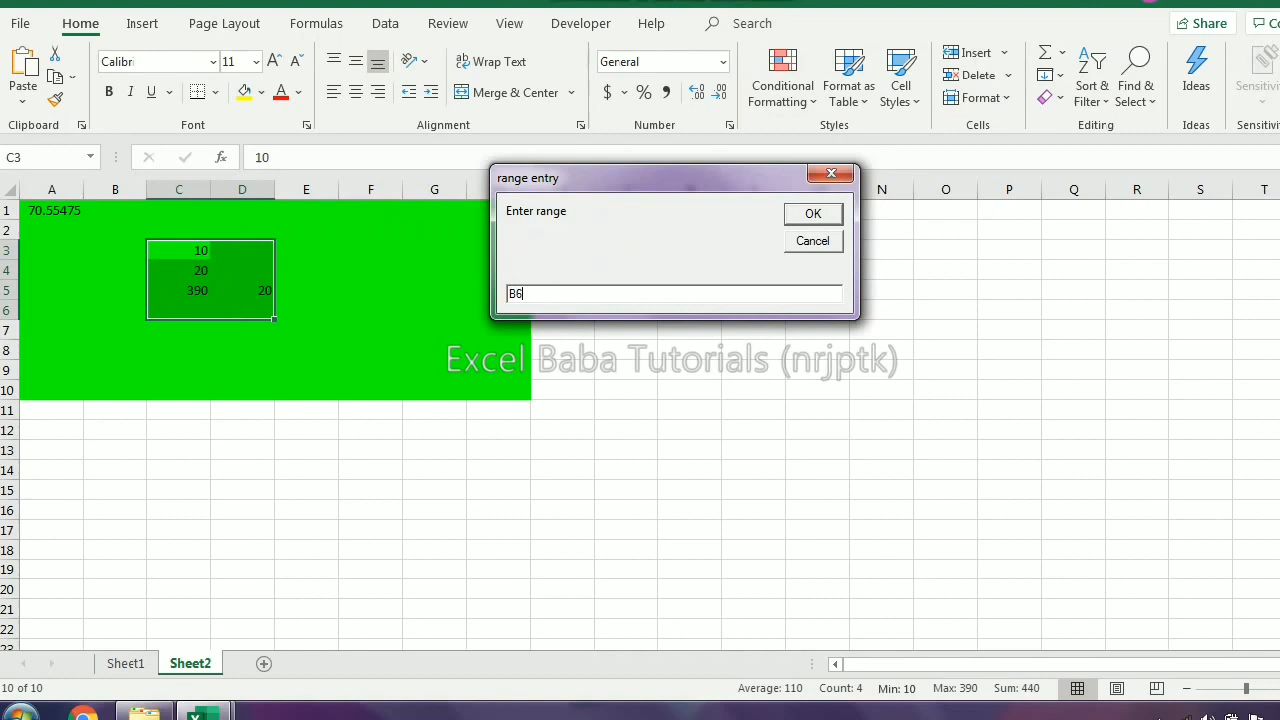 File Home Insert Page Layout Formulas Data Review View Developer Help Search Share
Calibri 11 Wrap Text General Insert
Paste B I U Merge & Center $ % Conditional Formatting Format as Table Cell Styles Delete Format Sort & Filter Find & Select Ideas
Clipboard Font Alignment Number Styles Cells Editing Ideas
C3 fx 10
range entry
Enter range
OK
Cancel
B6
A B C D E F G N O P Q R S T
1 70.55475
2
3 10
4 20
5 390 20
6
7
8
9
10
11
12
13
14
15
16
17
18
19
20
21
22
23
Excel Baba Tutorials (nrjptk)
Sheet1 Sheet2
10 of 10 Average: 110 Count: 4 Min: 10 Max: 390 Sum: 440